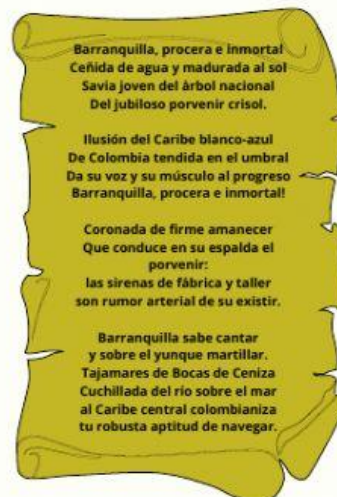 Barranquilla, procera e inmortal
Ceñida de agua y madurada al sol
Savia joven del árbol nacional
Del jubiloso porvenir crisol.
Ilusión del Caribe blanco-azul
De Colombia tendida en el umbral
Da su voz y su músculo al progreso
Barranquilla, procera e inmortal!
Coronada de firme amanecer
Que conduce en su espalda el
porvenir:
las sirenas de fábrica y taller
son rumor arterial de su existir.
Barranquilla sabe cantar
y sobre el yunque martillar.
Tajamares de Bocas de Ceniza
Cuchillada del río sobre el mar
al Caribe central colombianiza
tu robusta aptitud de navegar.